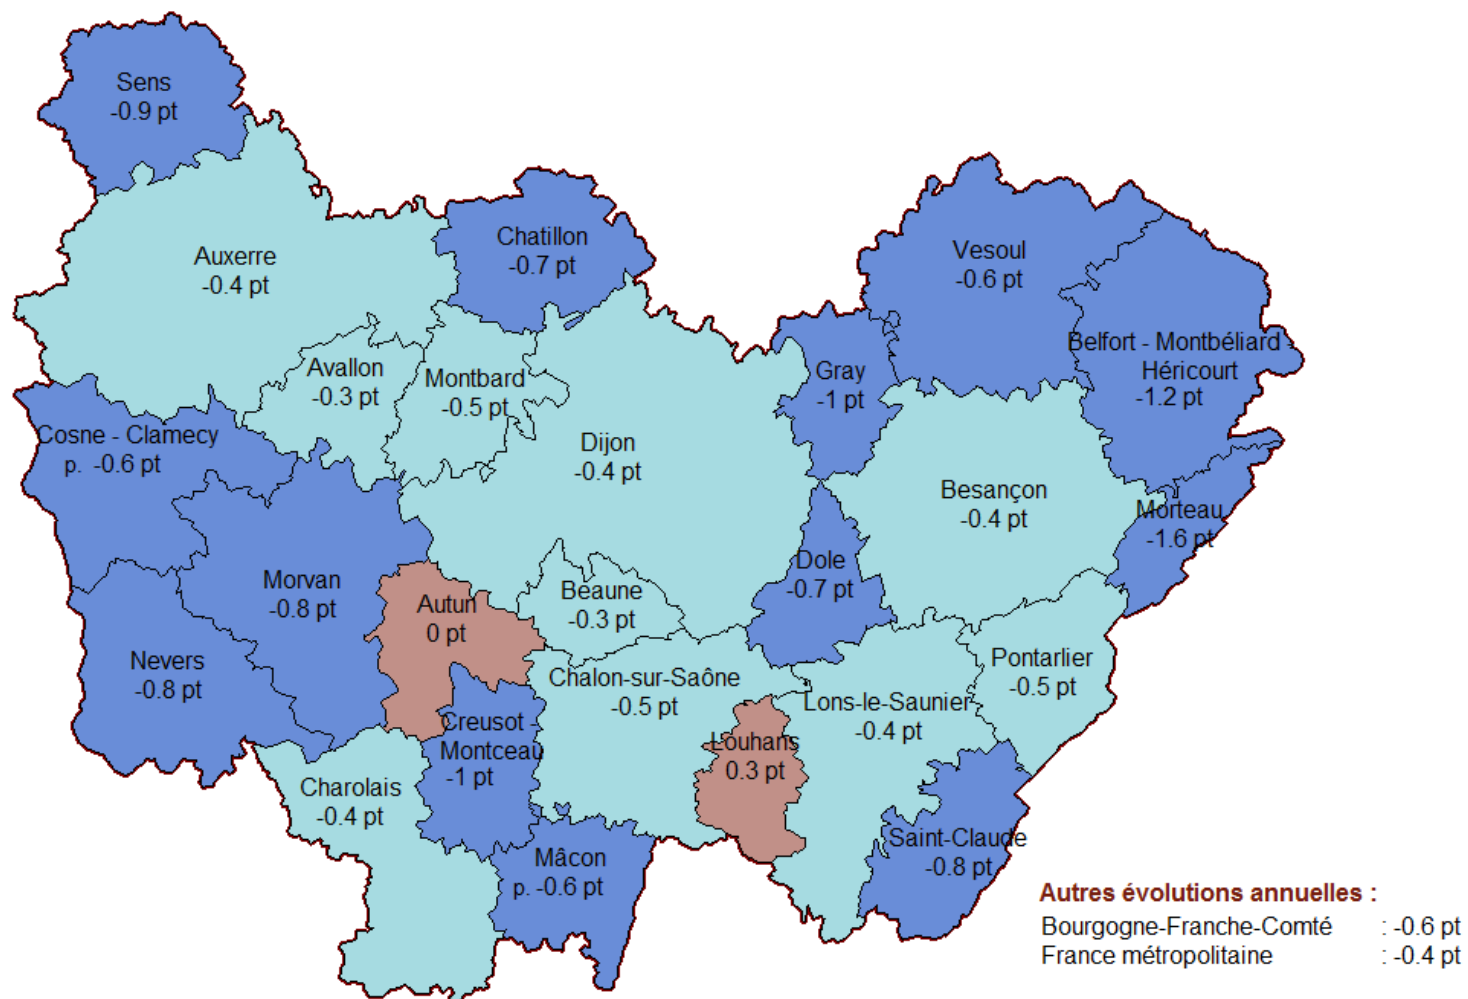 Sens
-0.9 pt
Chatillon
-0.7 pt
Auxerre
-0.4 pt
Vesoul
-0.6 pt
Belfort - Montbéliard -
Héricourt
-1.2 pt
Avallon
-0.3 pt
Montbard
-0.5 pt
Gray
-1 pt
Cosne - Clamecy
p. -0.6 pt
Dijon
-0.4 pt
Besançon
-0.4 pt
Morteau
-1.6 pt
Dole
-0.7 pt
Morvan
-0.8 pt
Autun
0 pt
Beaune
-0.3 pt
Nevers
-0.8 pt
Chalon-sur-Saône
-0.5 pt
Pontarlier
-0.5 pt
Lons-le-Saunier
-0.4 pt
Creusot -
Montceau
-1 pt
Louhans
0.3 pt
Charolais
-0.4 pt
Mâcon
p. -0.6 pt
Saint-Claude
-0.8 pt
Autres évolutions annuelles :
Bourgogne-Franche-Comté : -0.6 pt
France métropolitaine : -0.4 pt